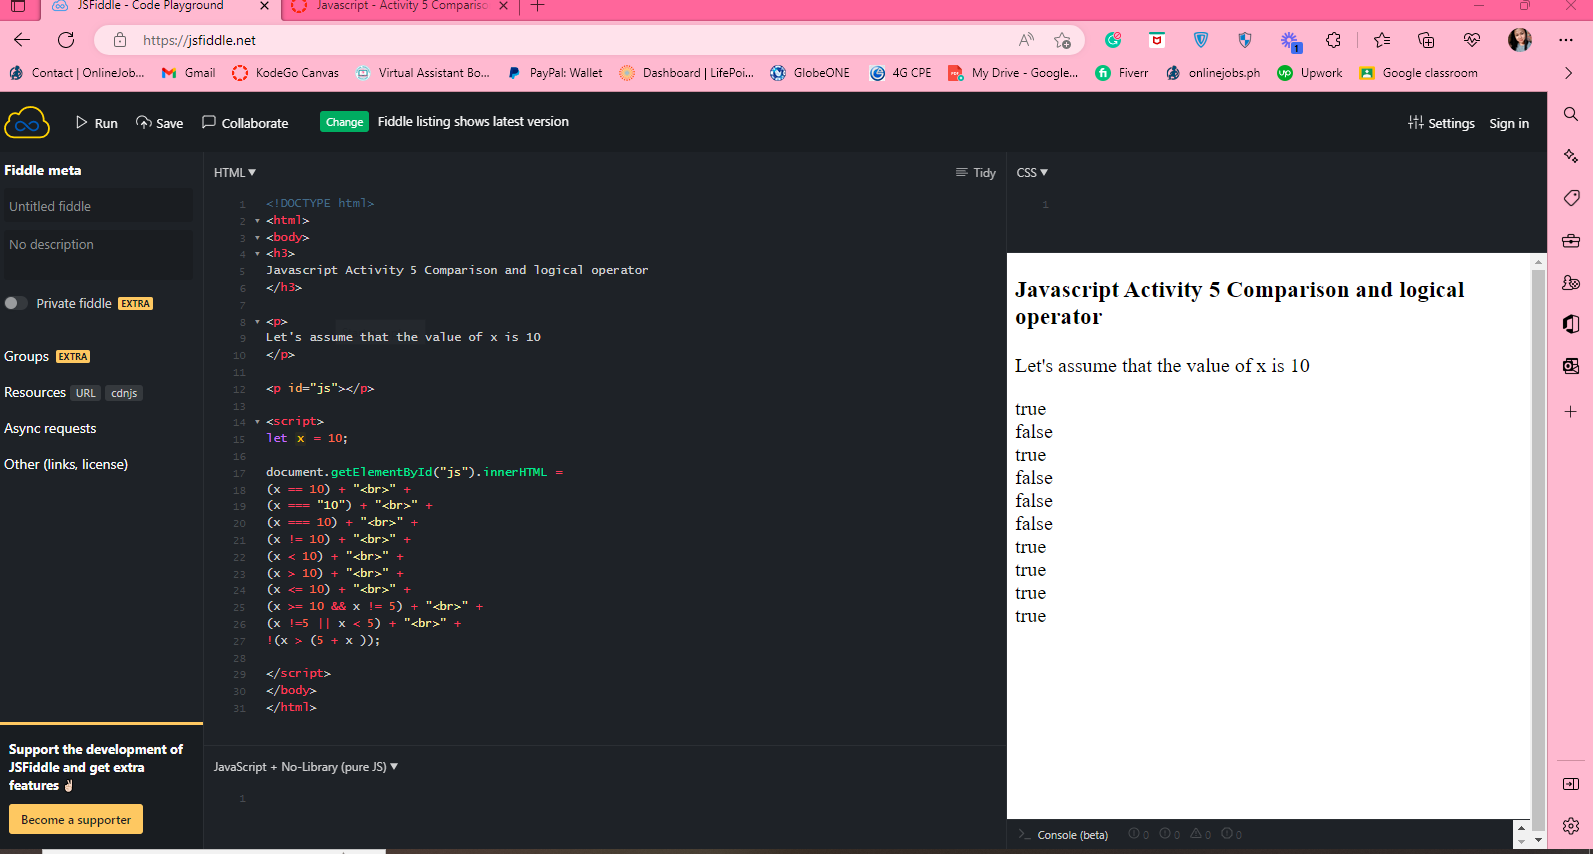 JSFiddle - Code Playground
Javascript - Activity 5 Compariso
https://jsfiddle.net
1
Contact | OnlineJob...
Gmail
KodeGo Canvas
Virtual Assistant Bo...
PayPal: Wallet
Dashboard | LifePoi...
GlobeONE
4G CPE
My Drive - Google...
Fiverr
onlinejobs.ph
Upwork
Google classroom
Run
Save
Collaborate
Change
Fiddle listing shows latest version
Settings
Sign in
Fiddle meta
Untitled fiddle
No description
Private fiddle EXTRA
Groups EXTRA
Resources URL cdnjs
Async requests
Other (links, license)
Support the development of
JSFiddle and get extra
features ✌🏻
Become a supporter
HTML ▼
Tidy
1 <!DOCTYPE html>
2 <html>
3 <body>
4 <h3>
5 Javascript Activity 5 Comparison and logical operator
6 </h3>
7
8 <p>
9 Let's assume that the value of x is 10
10 </p>
11
12 <p id="js"></p>
13
14 <script>
15 let x = 10;
16
17 document.getElementById("js").innerHTML =
18 (x == 10) + "<br>" +
19 (x === "10") + "<br>" +
20 (x === 10) + "<br>" +
21 (x != 10) + "<br>" +
22 (x < 10) + "<br>" +
23 (x > 10) + "<br>" +
24 (x <= 10) + "<br>" +
25 (x >= 10 && x != 5) + "<br>" +
26 (x !=5 || x < 5) + "<br>" +
27 !(x > (5 + x ));
28
29 </script>
30 </body>
31 </html>
JavaScript + No-Library (pure JS) ▼
1
CSS ▼
1
Javascript Activity 5 Comparison and logical
operator
Let's assume that the value of x is 10
true
false
true
false
false
false
true
true
true
true
>_ Console (beta)
0 0 0 0